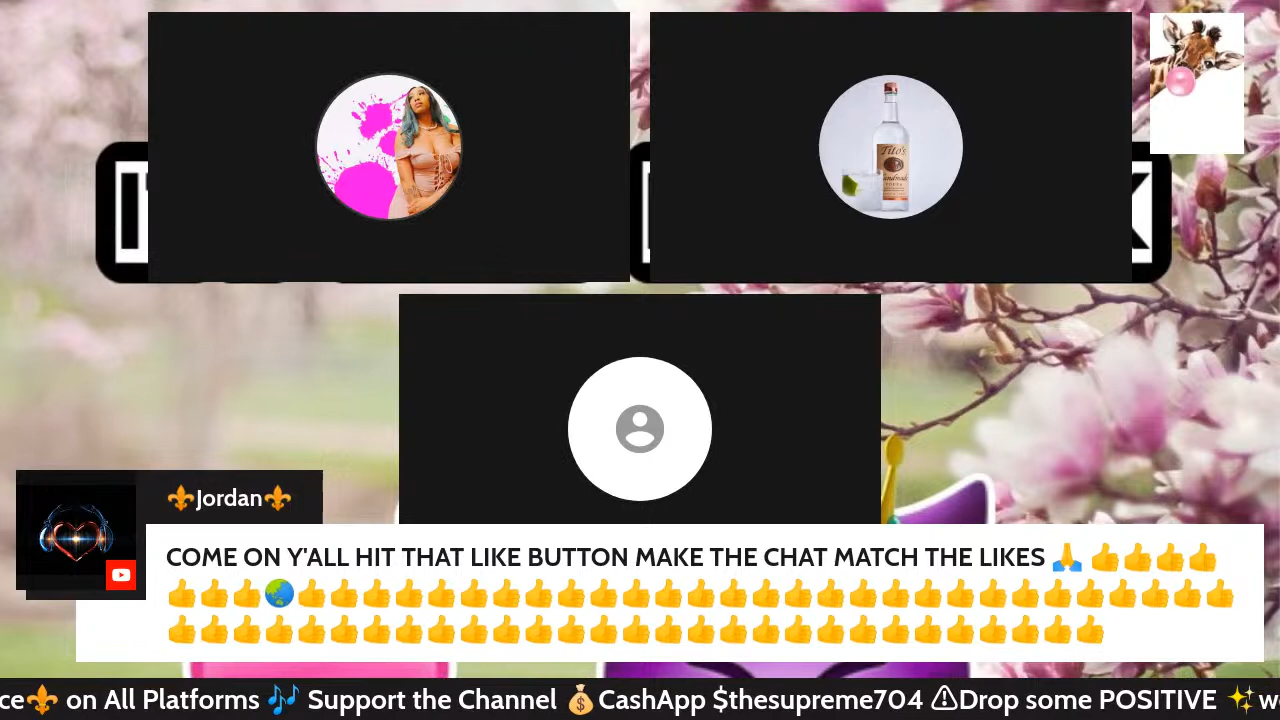 Tito's
⚜️Jordan⚜️
COME ON Y'ALL HIT THAT LIKE BUTTON MAKE THE CHAT MATCH THE LIKES 🙏 👍👍👍👍
👍👍👍🌏👍👍👍👍👍👍👍👍👍👍👍👍👍👍👍👍👍👍👍👍👍👍👍👍👍👍👍👍👍
👍👍👍👍👍👍👍👍👍👍👍👍👍👍👍👍👍👍👍👍👍👍👍👍👍👍👍👍👍
ce⚜️ on All Platforms 🎶 Support the Channel 💰CashApp $thesupreme704 ⚠Drop some POSITIVE ✨w